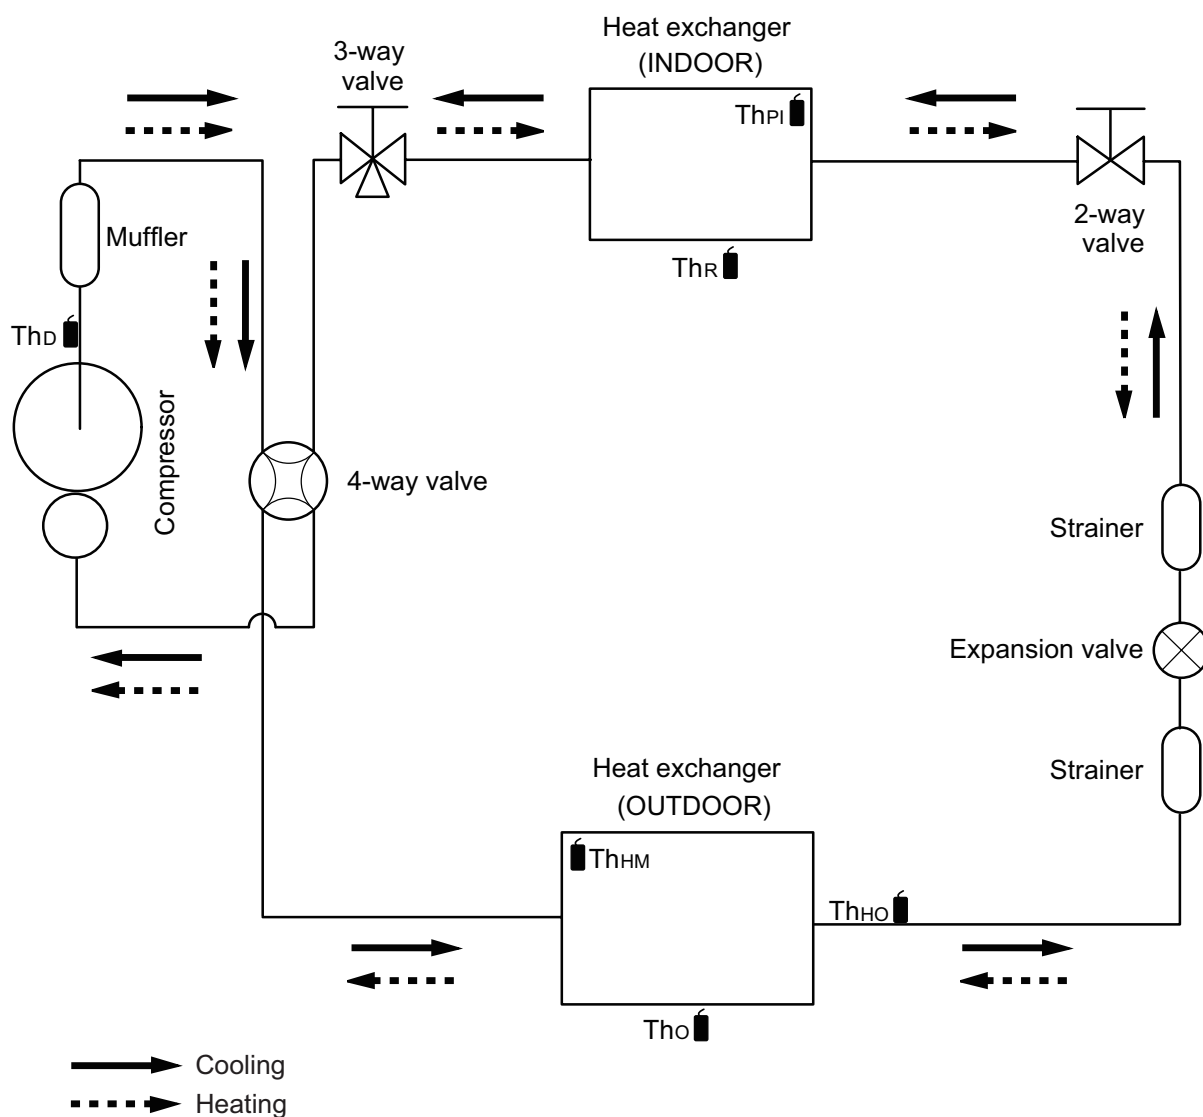 Heat exchanger
(INDOOR)
3-way
valve
ThPI
2-way
valve
Muffler
ThR
ThD
Compressor
4-way valve
Strainer
Expansion valve
Strainer
Heat exchanger
(OUTDOOR)
ThHM
ThHO
ThO
Cooling
Heating